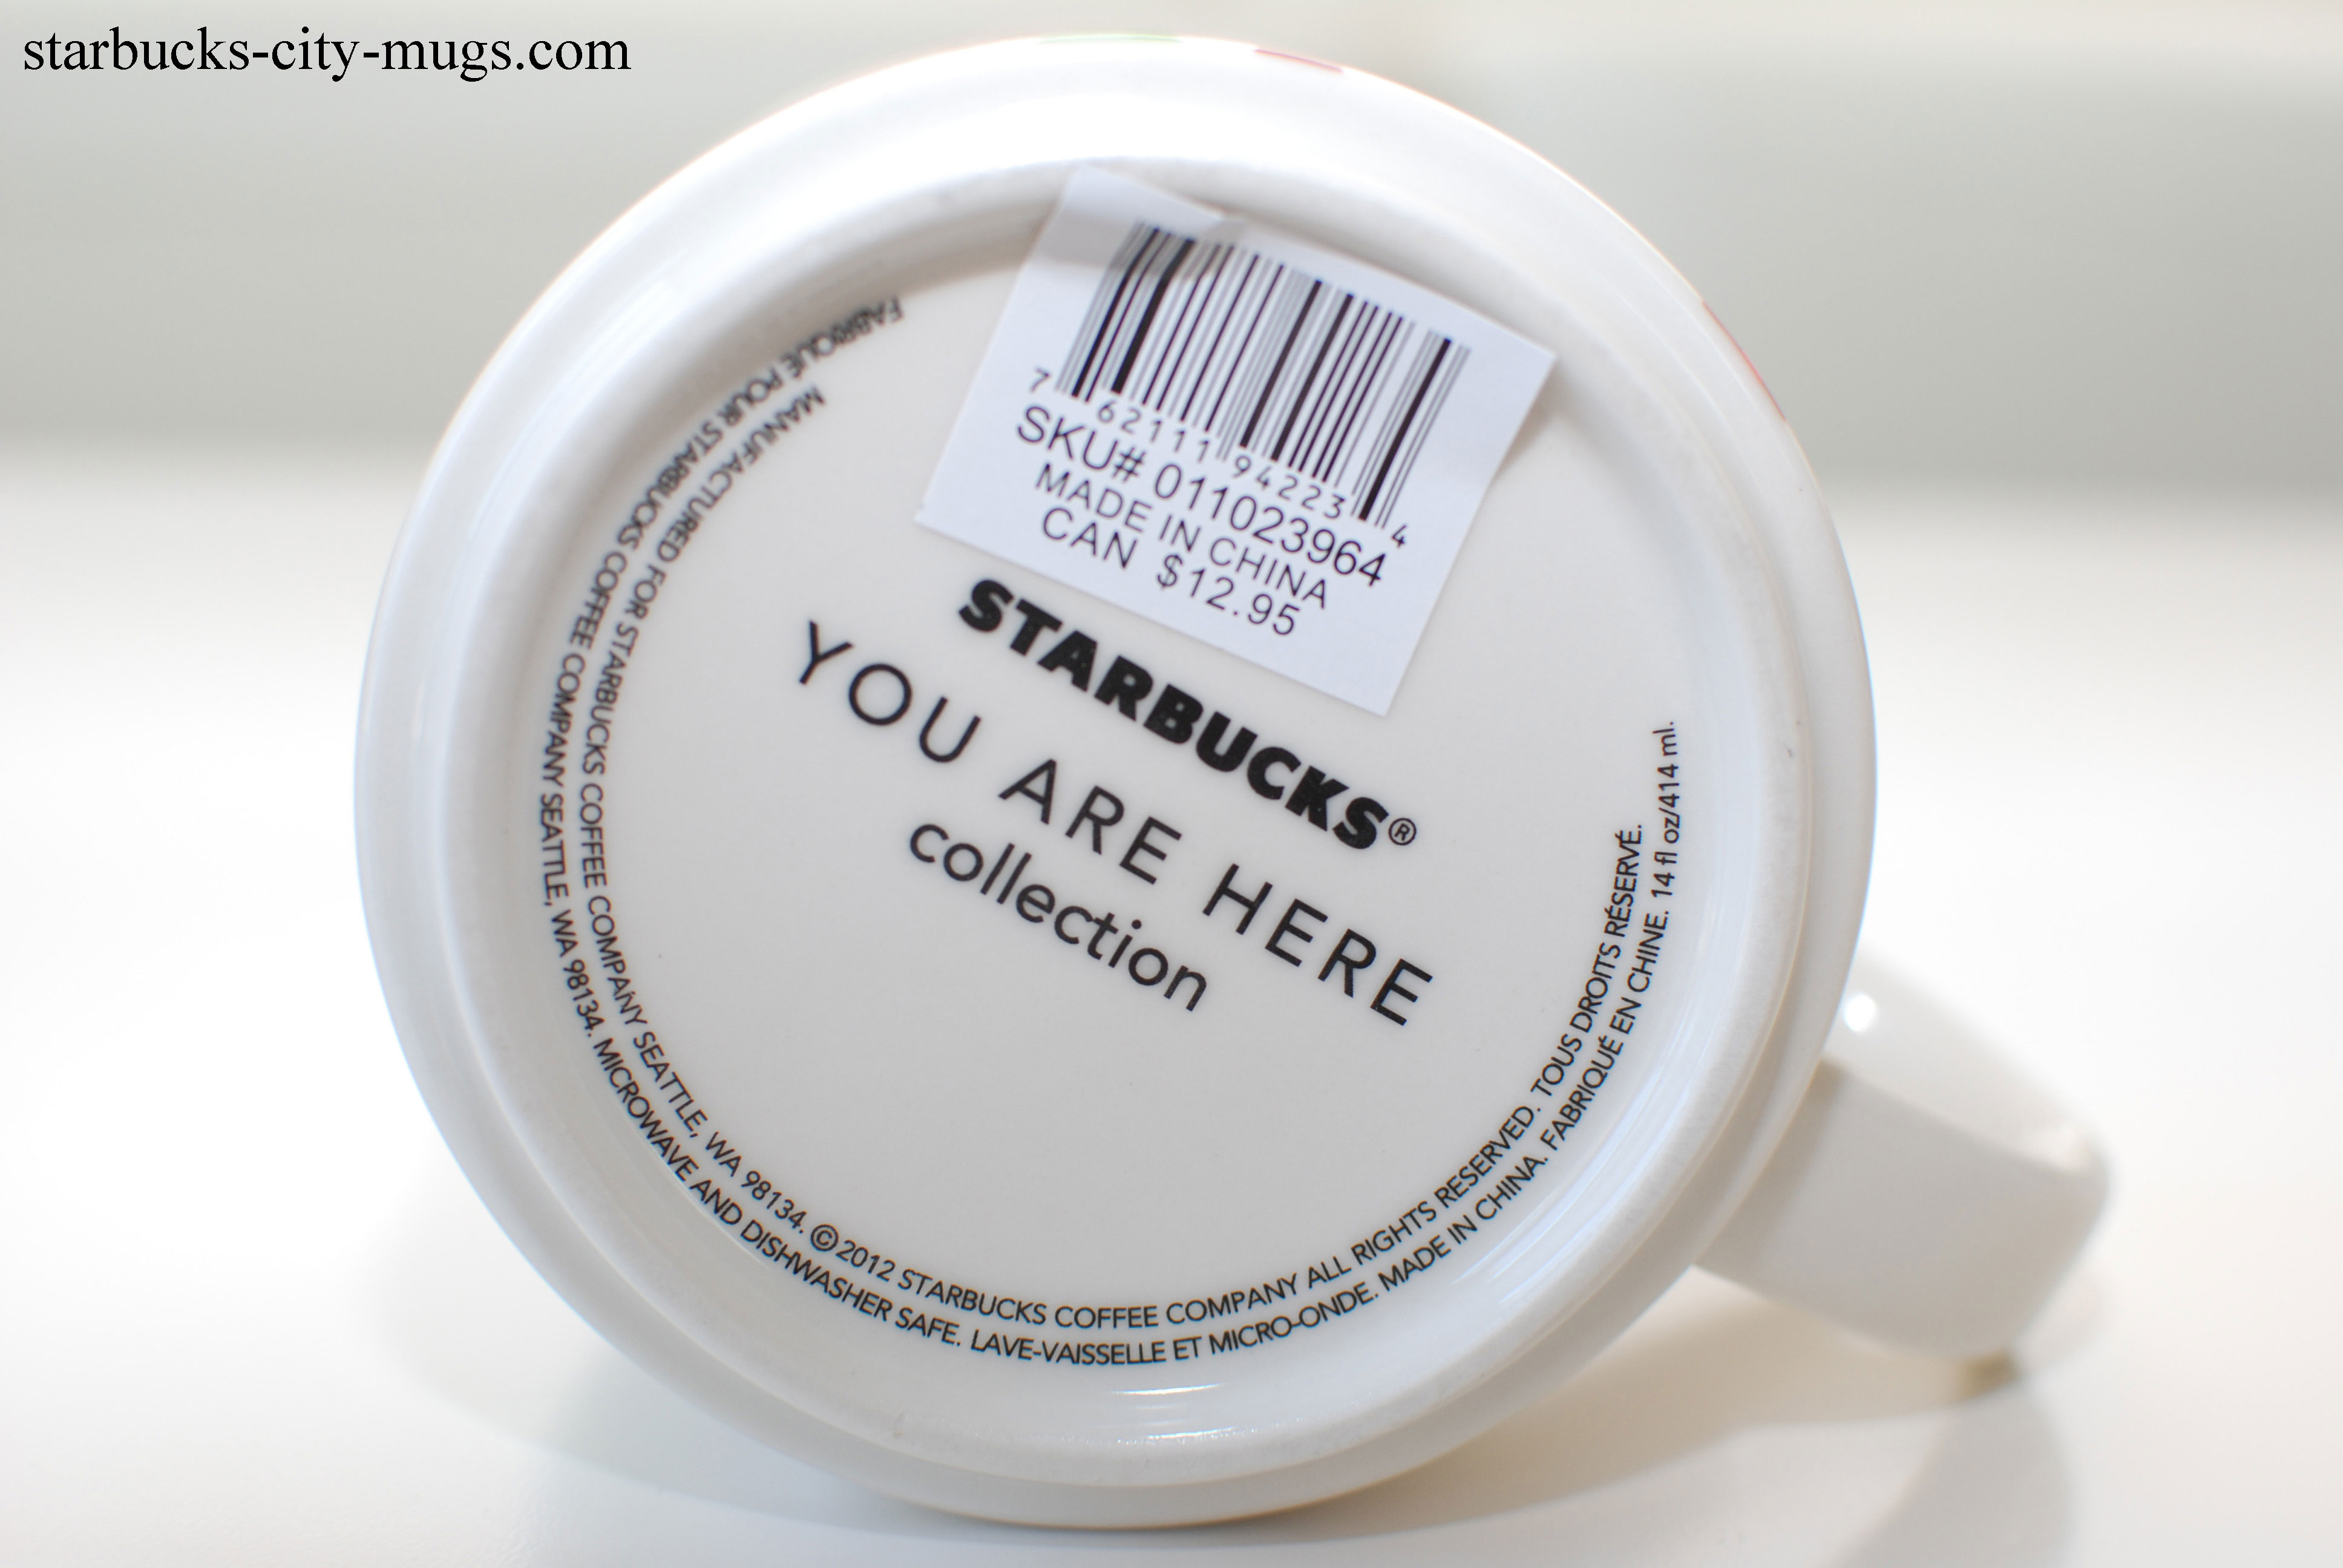 starbucks-city-mugs.com
7 62111 94223 4
SKU# 011023964
MADE IN CHINA
CAN $12.95
STARBUCKS®
YOU ARE HERE
collection
MANUFACTURED FOR STARBUCKS COFFEE COMPANY SEATTLE, WA 98134. ©2012 STARBUCKS COFFEE COMPANY ALL RIGHTS RESERVED. TOUS DROITS RÉSERVÉ.
FABRIQUÉ POUR STARBUCKS COFFEE COMPANY SEATTLE, WA 98134. MICROWAVE AND DISHWASHER SAFE. LAVE-VAISSELLE ET MICRO-ONDE. MADE IN CHINA. FABRIQUÉ EN CHINE. 14 fl oz/414 ml.